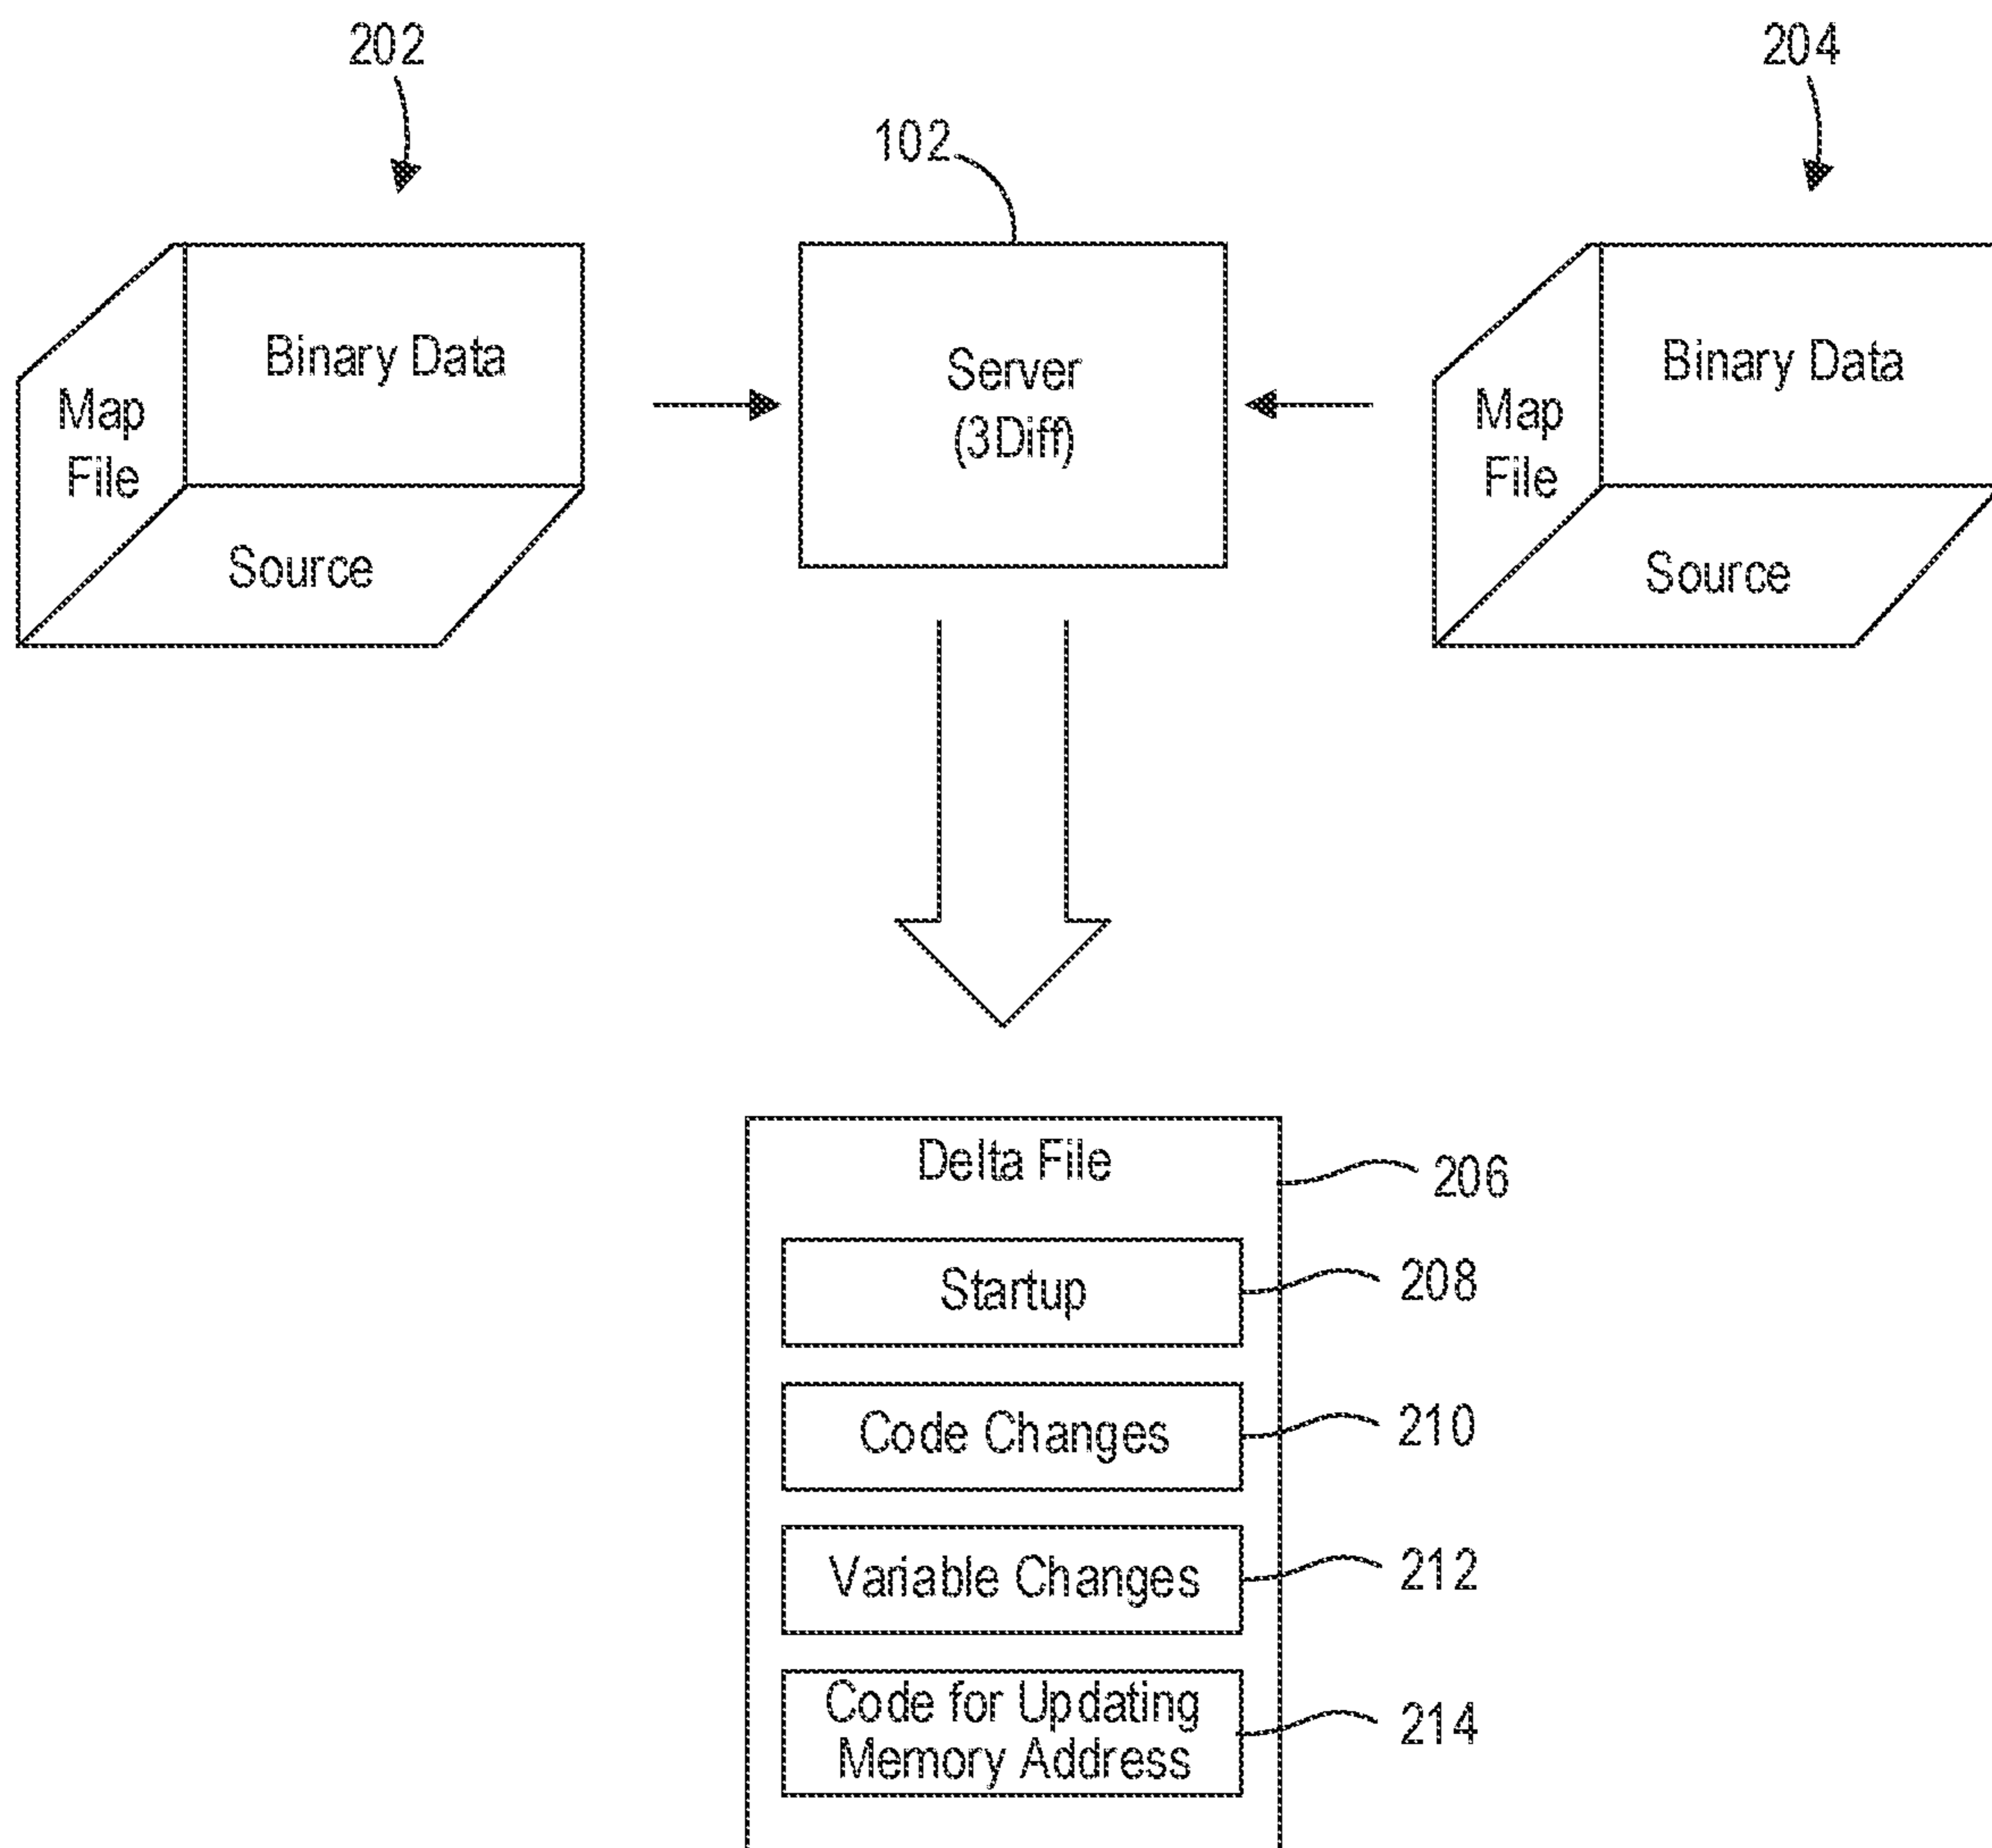 202
204
102
Binary Data
Map
File
Source
Server
(3Diff)
Binary Data
Map
File
Source
Delta File
206
Startup
208
Code Changes
210
Variable Changes
212
Code for Updating
Memory Address
214